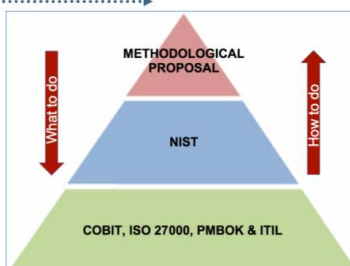 METHODOLOGICAL
PROPOSAL
What to do
How to do
NIST
COBIT, ISO 27000, PMBOK & ITIL